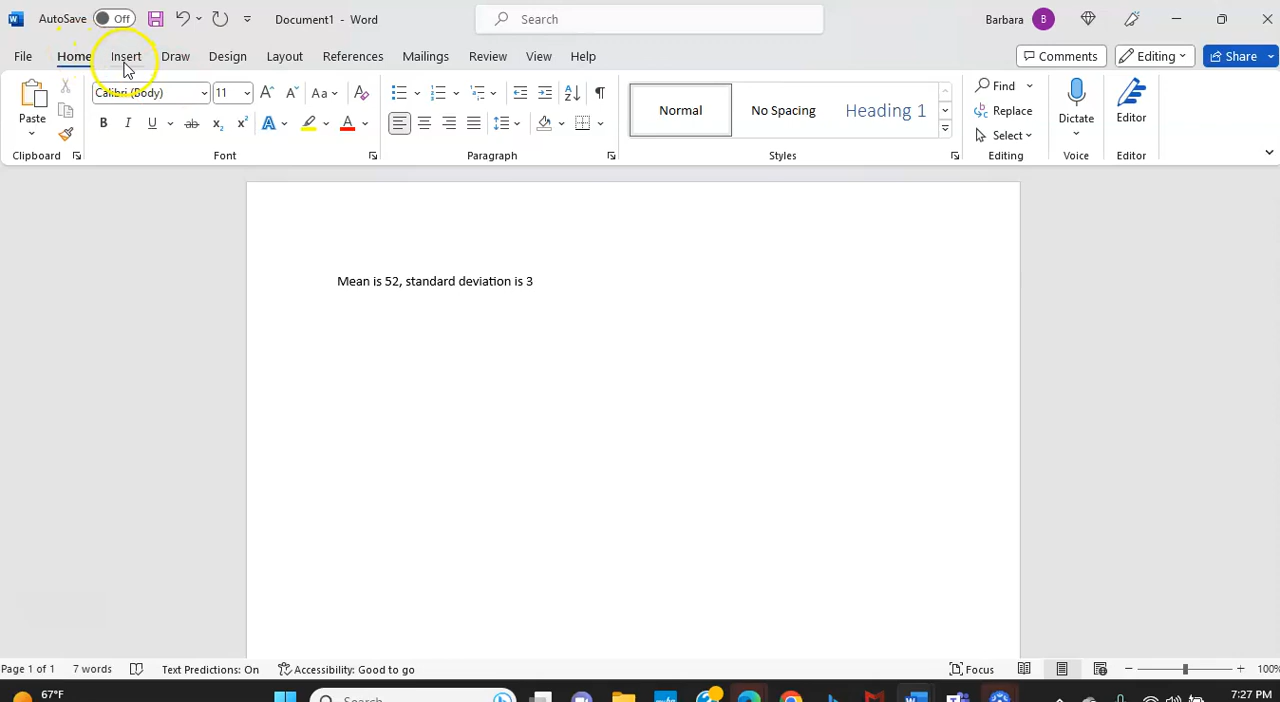 AutoSave Off Document1 - Word Search Barbara B
File Home Insert Draw Design Layout References Mailings Review View Help Comments Editing Share
Paste Calibri (Body) 11 Aa Normal No Spacing Heading 1 Find Replace Select Dictate Editor
Clipboard Font Paragraph Styles Editing Voice Editor
Mean is 52, standard deviation is 3
Page 1 of 1 7 words Text Predictions: On Accessibility: Good to go Focus 100%
67°F Search 7:27 PM